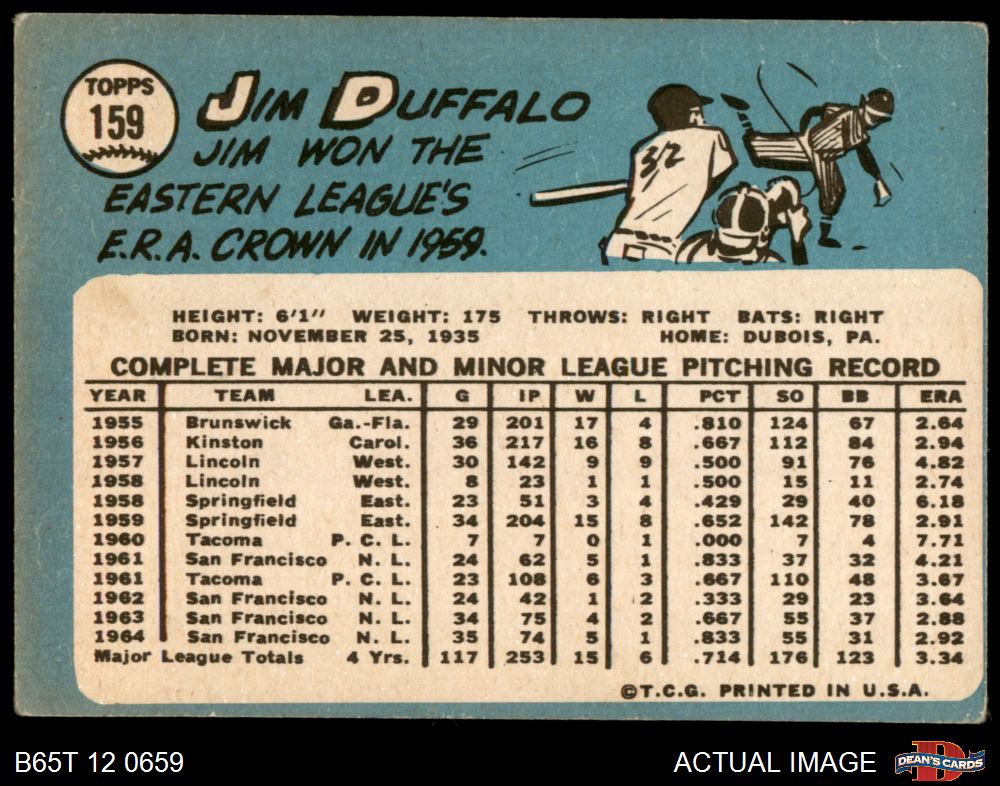 TOPPS
159
JIM DUFFALO
JIM WON THE
EASTERN LEAGUE'S
E.R.A. CROWN IN 1959.
32
HEIGHT: 6'1" WEIGHT: 175 THROWS: RIGHT BATS: RIGHT
BORN: NOVEMBER 25, 1935 HOME: DUBOIS, PA.
COMPLETE MAJOR AND MINOR LEAGUE PITCHING RECORD
YEAR TEAM LEA. G IP W L PCT SO BB ERA
1955 Brunswick Ga.-Fla. 29 201 17 4 .810 124 67 2.64
1956 Kinston Carol. 36 217 16 8 .667 112 84 2.94
1957 Lincoln West. 30 142 9 9 .500 91 76 4.82
1958 Lincoln West. 8 23 1 1 .500 15 11 2.74
1958 Springfield East. 23 51 3 4 .429 29 40 6.18
1959 Springfield East. 34 204 15 8 .652 142 78 2.91
1960 Tacoma P. C. L. 7 7 0 1 .000 7 4 7.71
1961 San Francisco N. L. 24 62 5 1 .833 37 32 4.21
1961 Tacoma P. C. L. 23 108 6 3 .667 110 48 3.67
1962 San Francisco N. L. 24 42 1 2 .333 29 23 3.64
1963 San Francisco N. L. 34 75 4 2 .667 55 37 2.88
1964 San Francisco N. L. 35 74 5 1 .833 55 31 2.92
Major League Totals 4 Yrs. 117 253 15 6 .714 176 123 3.34
©T.C.G. PRINTED IN U.S.A.
B65T 12 0659 ACTUAL IMAGE DEAN'S CARDS